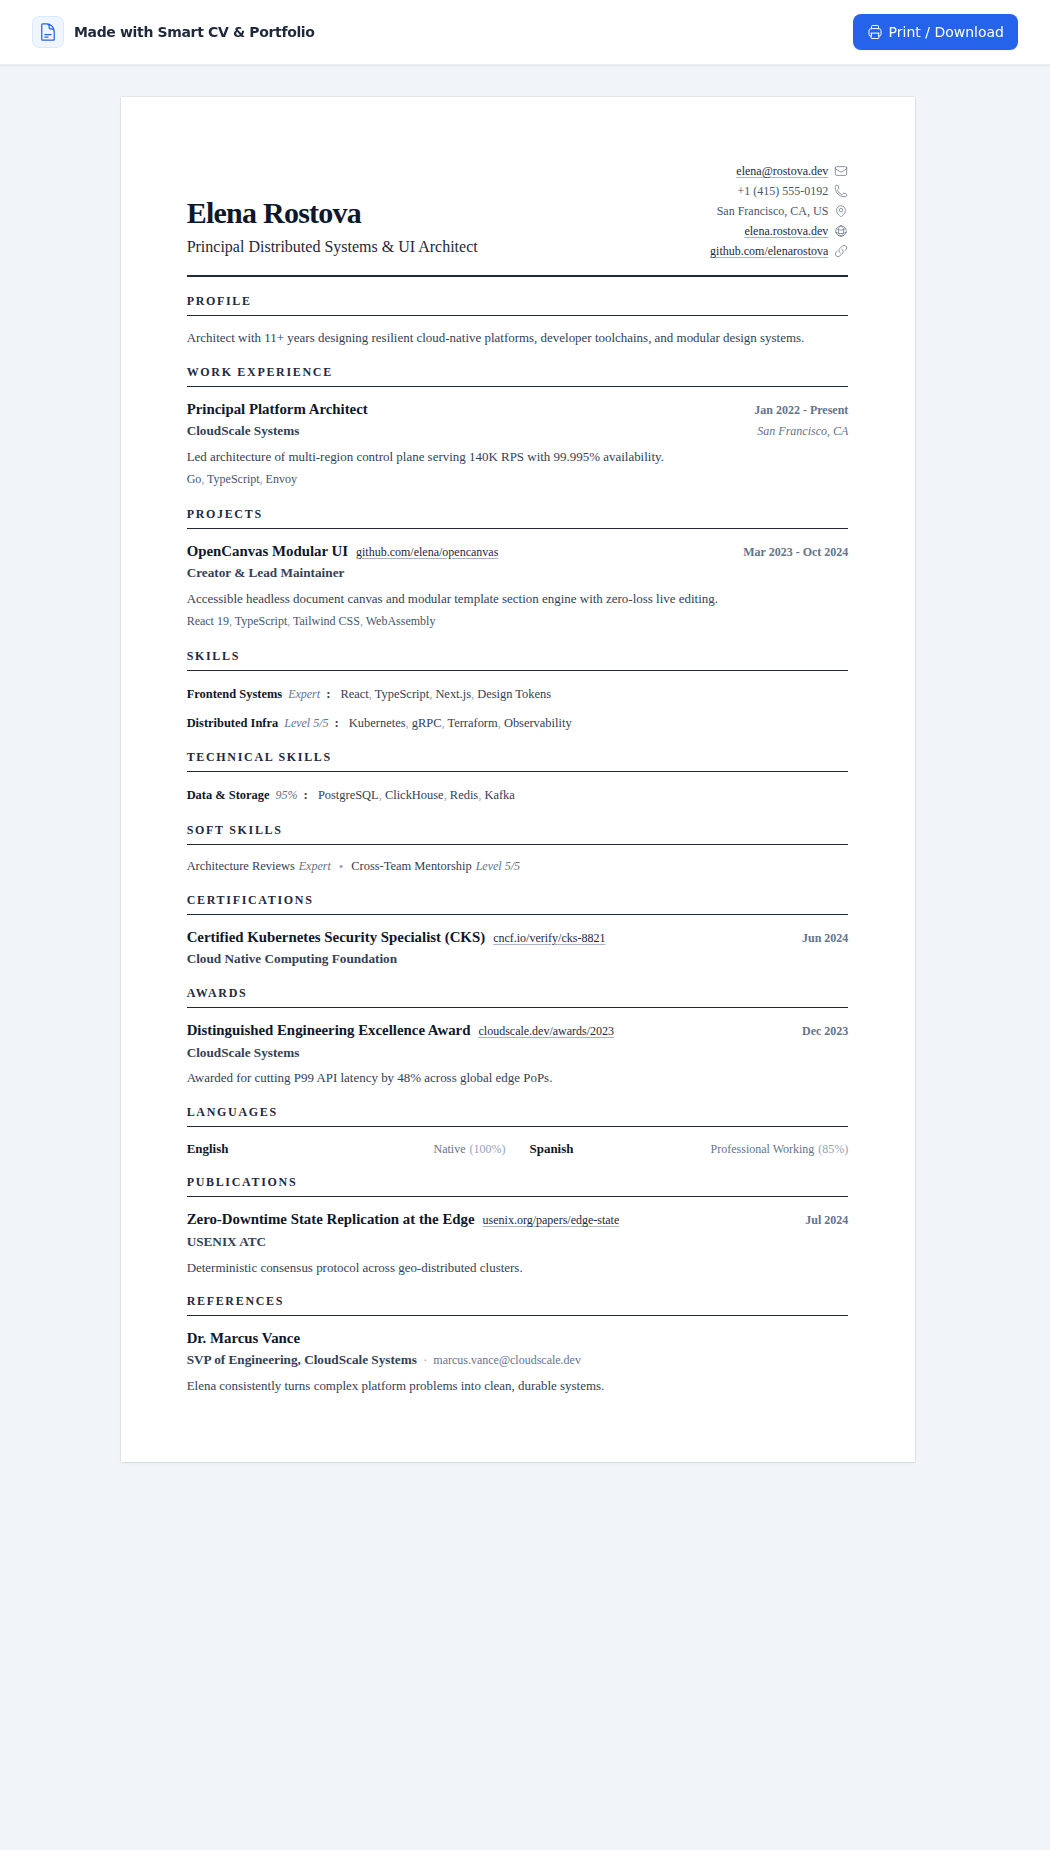 Made with Smart CV & Portfolio
Print / Download
elena@rostova.dev
+1 (415) 555-0192
San Francisco, CA, US
elena.rostova.dev
github.com/elenarostova
Elena Rostova
Principal Distributed Systems & UI Architect
PROFILE
Architect with 11+ years designing resilient cloud-native platforms, developer toolchains, and modular design systems.
WORK EXPERIENCE
Principal Platform Architect Jan 2022 - Present
CloudScale Systems San Francisco, CA
Led architecture of multi-region control plane serving 140K RPS with 99.995% availability.
Go, TypeScript, Envoy
PROJECTS
OpenCanvas Modular UI github.com/elena/opencanvas Mar 2023 - Oct 2024
Creator & Lead Maintainer
Accessible headless document canvas and modular template section engine with zero-loss live editing.
React 19, TypeScript, Tailwind CSS, WebAssembly
SKILLS
Frontend Systems Expert : React, TypeScript, Next.js, Design Tokens
Distributed Infra Level 5/5 : Kubernetes, gRPC, Terraform, Observability
TECHNICAL SKILLS
Data & Storage 95% : PostgreSQL, ClickHouse, Redis, Kafka
SOFT SKILLS
Architecture Reviews Expert • Cross-Team Mentorship Level 5/5
CERTIFICATIONS
Certified Kubernetes Security Specialist (CKS) cncf.io/verify/cks-8821 Jun 2024
Cloud Native Computing Foundation
AWARDS
Distinguished Engineering Excellence Award cloudscale.dev/awards/2023 Dec 2023
CloudScale Systems
Awarded for cutting P99 API latency by 48% across global edge PoPs.
LANGUAGES
English Native (100%) Spanish Professional Working (85%)
PUBLICATIONS
Zero-Downtime State Replication at the Edge usenix.org/papers/edge-state Jul 2024
USENIX ATC
Deterministic consensus protocol across geo-distributed clusters.
REFERENCES
Dr. Marcus Vance
SVP of Engineering, CloudScale Systems · marcus.vance@cloudscale.dev
Elena consistently turns complex platform problems into clean, durable systems.